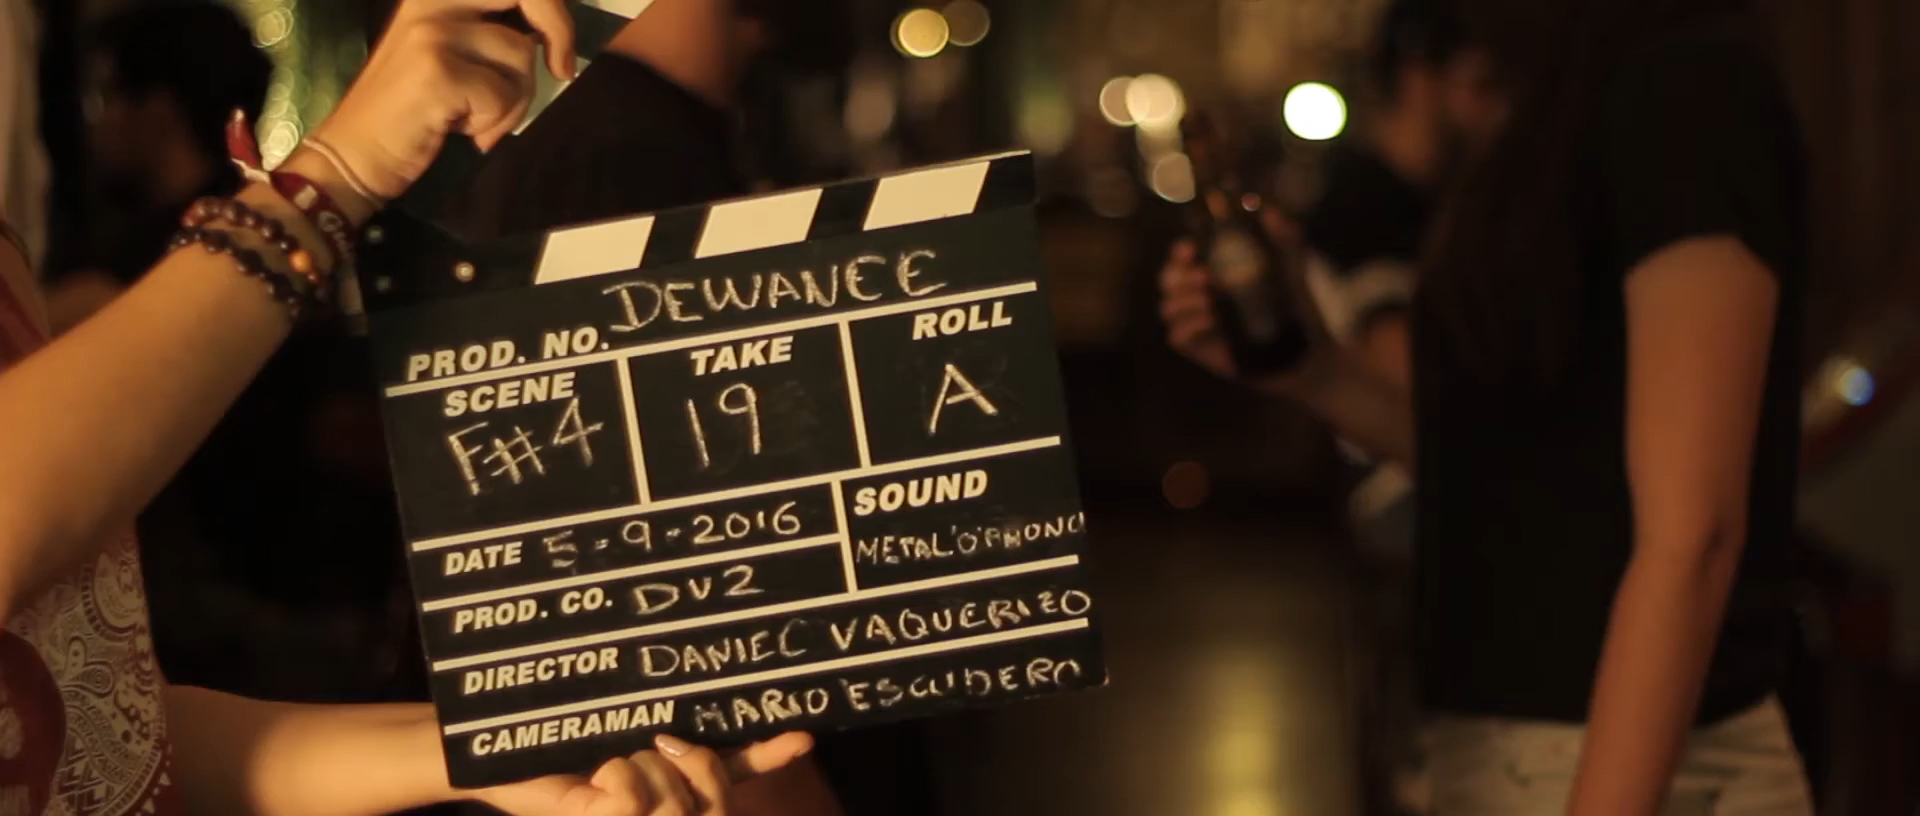 PROD. NO. DEWANEE
SCENE TAKE ROLL
F#4 19 A
DATE 5-9-2016
SOUND
METAL'O'PHONC
PROD. CO. DV2
DIRECTOR DANIEL VAQUERIZO
CAMERAMAN MARIO ESCUDERO